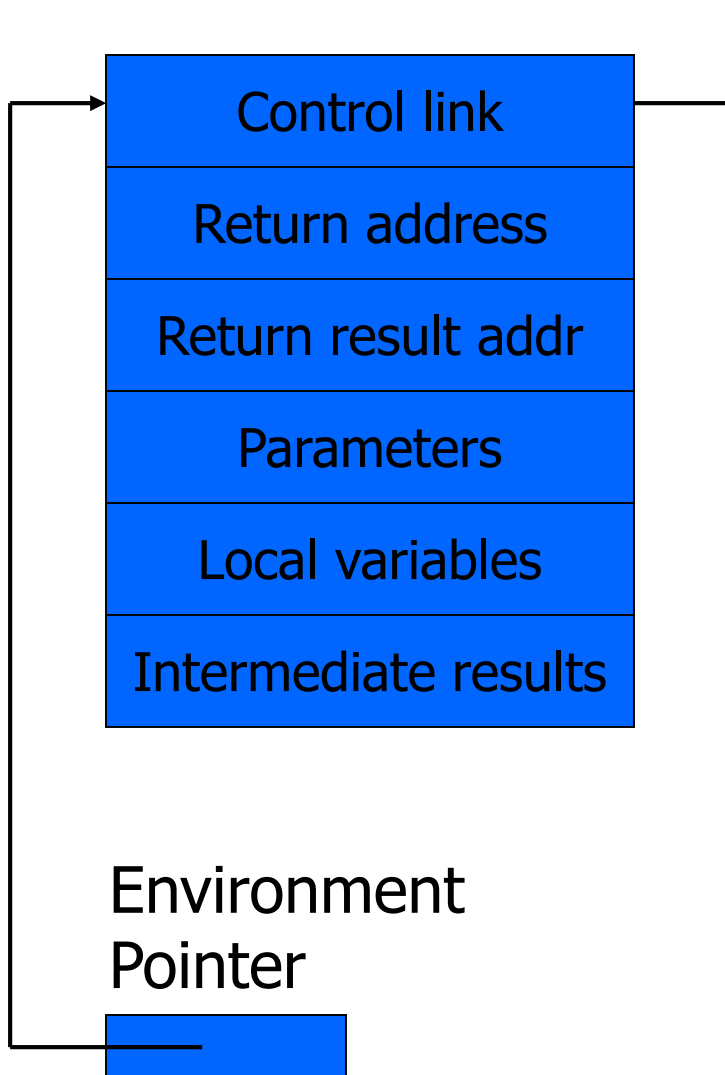 Control link
Return address
Return result addr
Parameters
Local variables
Intermediate results
Environment
Pointer